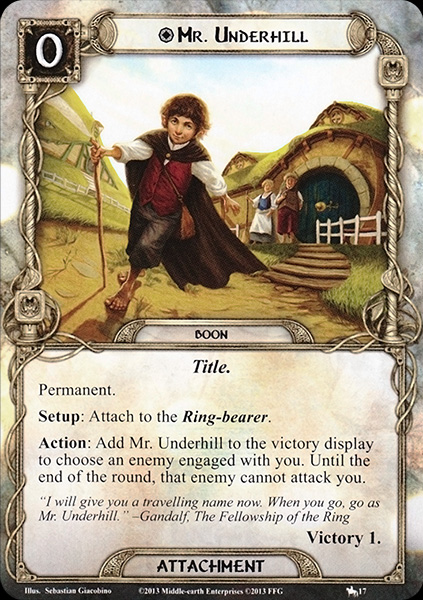 0
Mr. Underhill
BOON
Title.
Permanent.
Setup: Attach to the Ring-bearer.
Action: Add Mr. Underhill to the victory display
to choose an enemy engaged with you. Until the
end of the round, that enemy cannot attack you.
“I will give you a travelling name now. When you go, go as
Mr. Underhill.” –Gandalf, The Fellowship of the Ring
Victory 1.
ATTACHMENT
Illus. Sebastian Giacobino ©2013 Middle-earth Enterprises ©2013 FFG 17